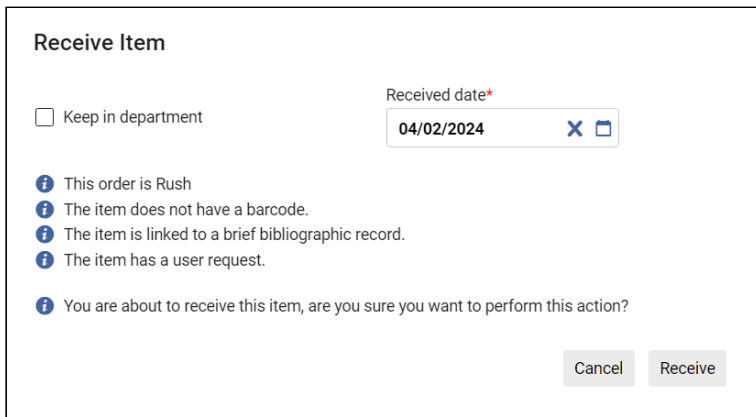 Receive Item
Keep in department
Received date*
04/02/2024
This order is Rush
The item does not have a barcode.
The item is linked to a brief bibliographic record.
The item has a user request.
You are about to receive this item, are you sure you want to perform this action?
Cancel Receive